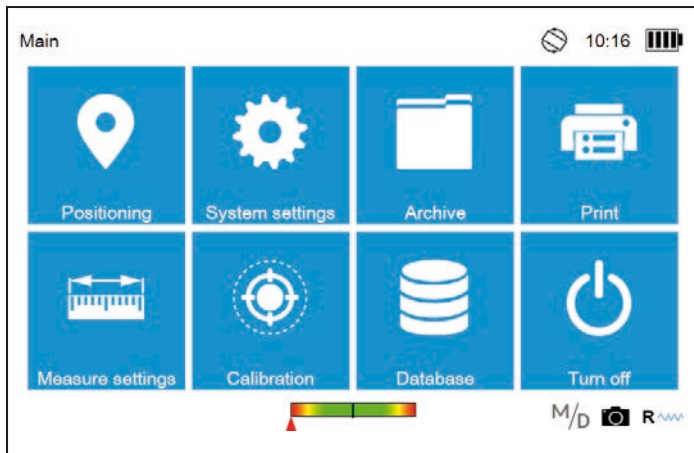 Main
10:16
Positioning
System settings
Archive
Print
Measure settings
Calibration
Database
Turn off
M/D
R